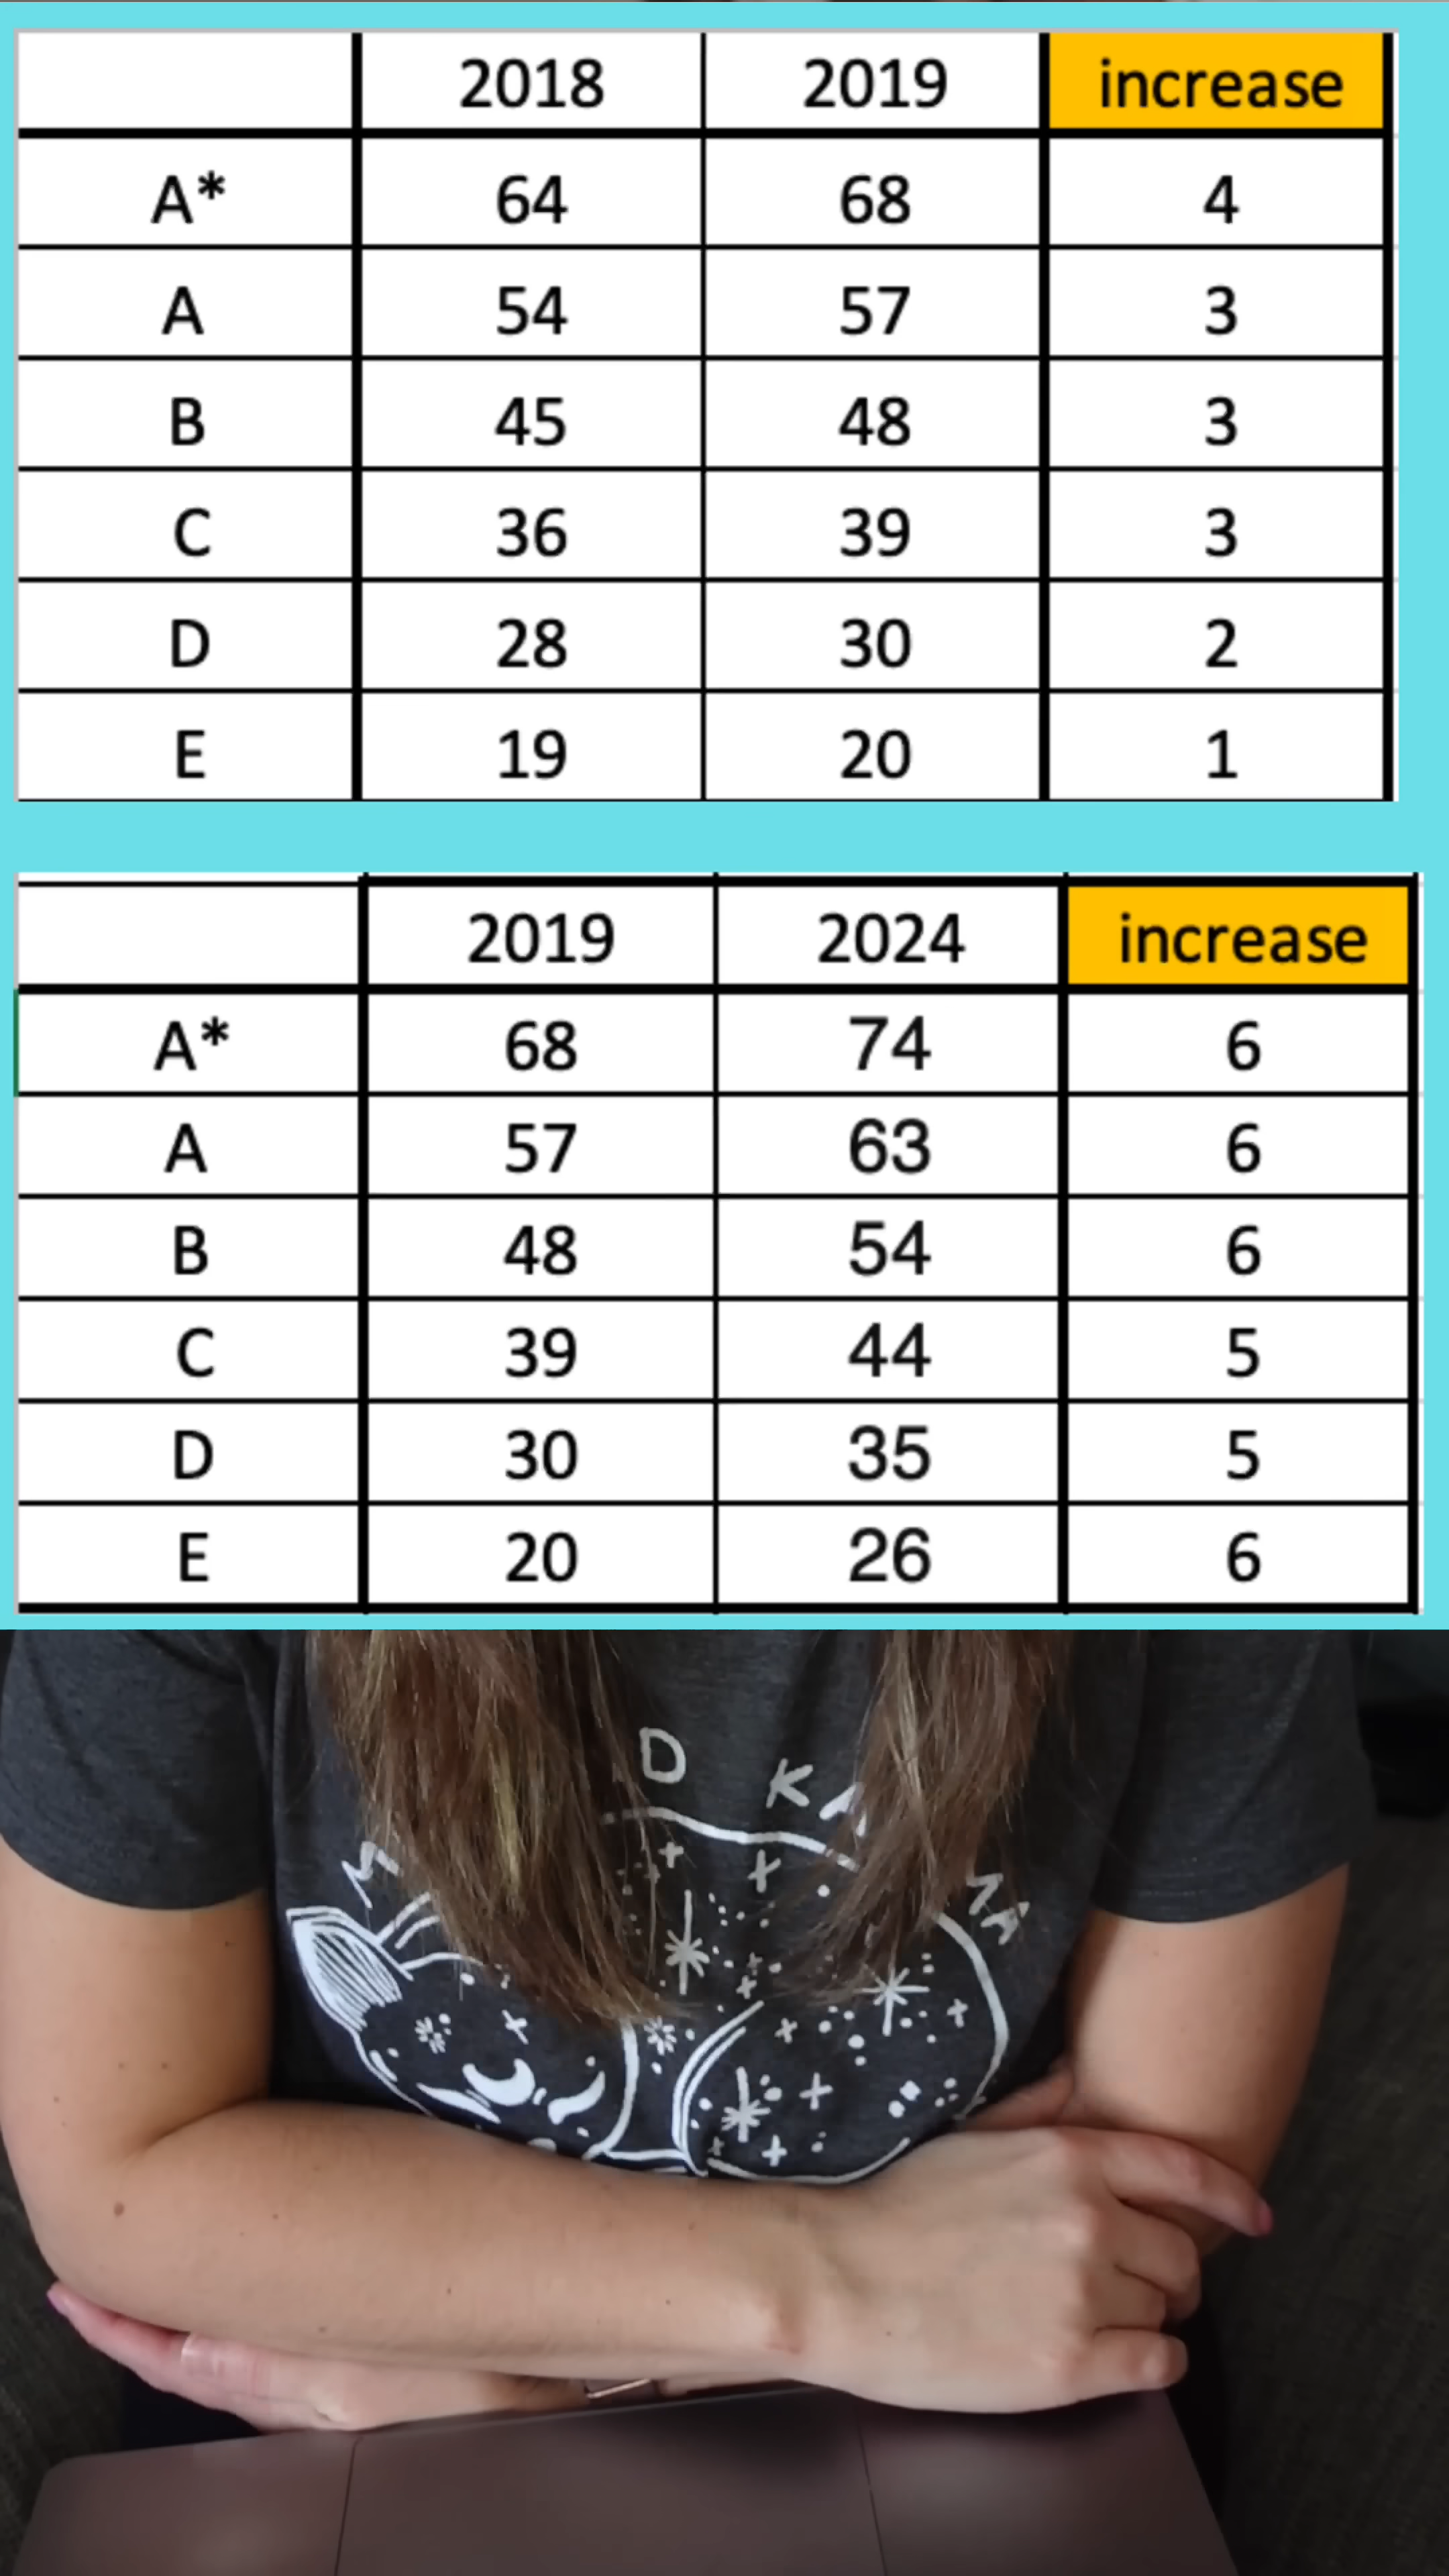 2018 2019 increase
A* 64 68 4
A 54 57 3
B 45 48 3
C 36 39 3
D 28 30 2
E 19 20 1
2019 2024 increase
A* 68 74 6
A 57 63 6
B 48 54 6
C 39 44 5
D 30 35 5
E 20 26 6